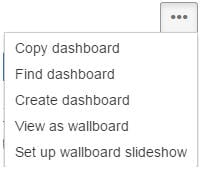 Copy dashboard
Find dashboard
Create dashboard
View as wallboard
Set up wallboard slideshow